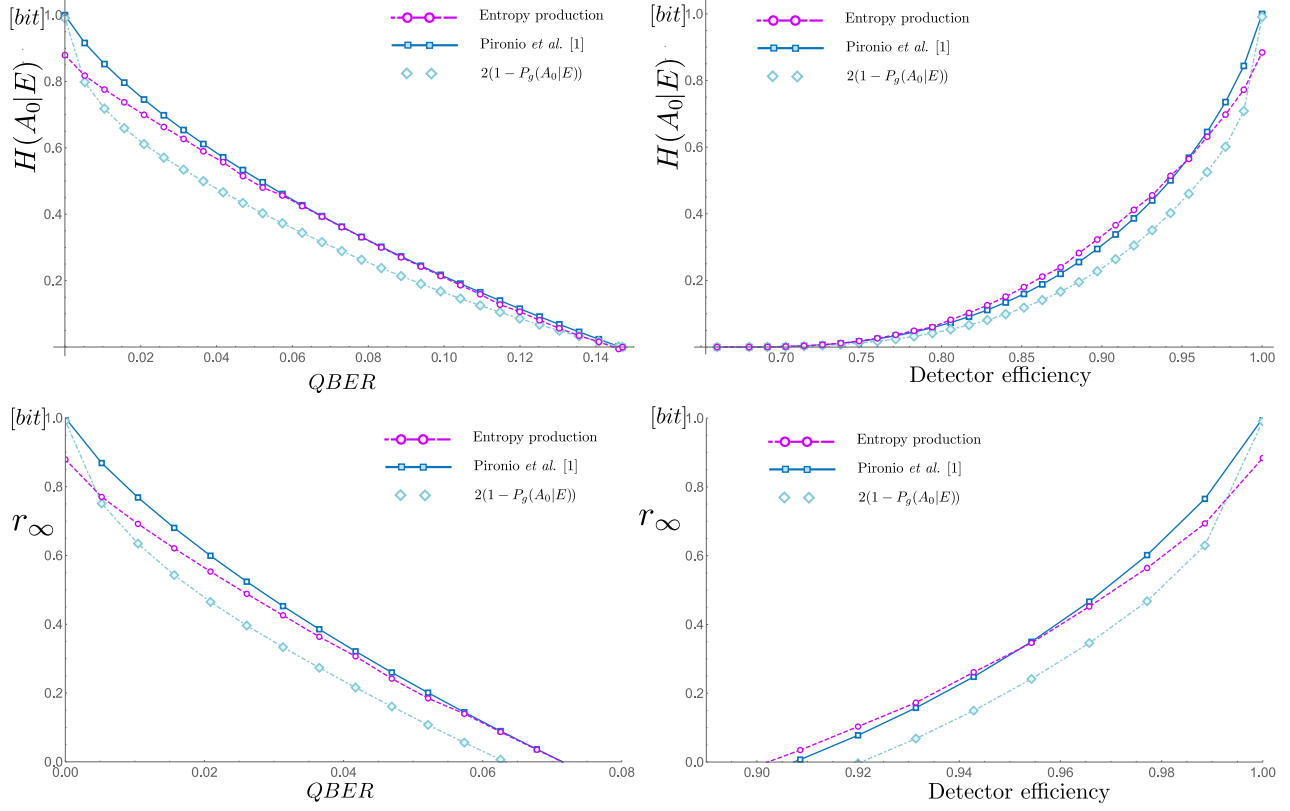 [bit]
1.0
0.8
0.6
0.4
0.2
H(A₀|E)
Entropy production
Pironio et al. [1]
2(1 − P_g(A₀|E))
0.02 0.04 0.06 0.08 0.10 0.12 0.14
QBER
[bit]
1.0
0.8
0.6
0.4
0.2
H(A₀|E)
Entropy production
Pironio et al. [1]
2(1 − P_g(A₀|E))
0.70 0.75 0.80 0.85 0.90 0.95 1.00
Detector efficiency
[bit]
1.0
0.8
0.6
0.4
0.2
0.0
r_∞
Entropy production
Pironio et al. [1]
2(1 − P_g(A₀|E))
0.00 0.02 0.04 0.06 0.08
QBER
[bit]
1.0
0.8
0.6
0.4
0.2
0.0
r_∞
Entropy production
Pironio et al. [1]
2(1 − P_g(A₀|E))
0.90 0.92 0.94 0.96 0.98 1.00
Detector efficiency